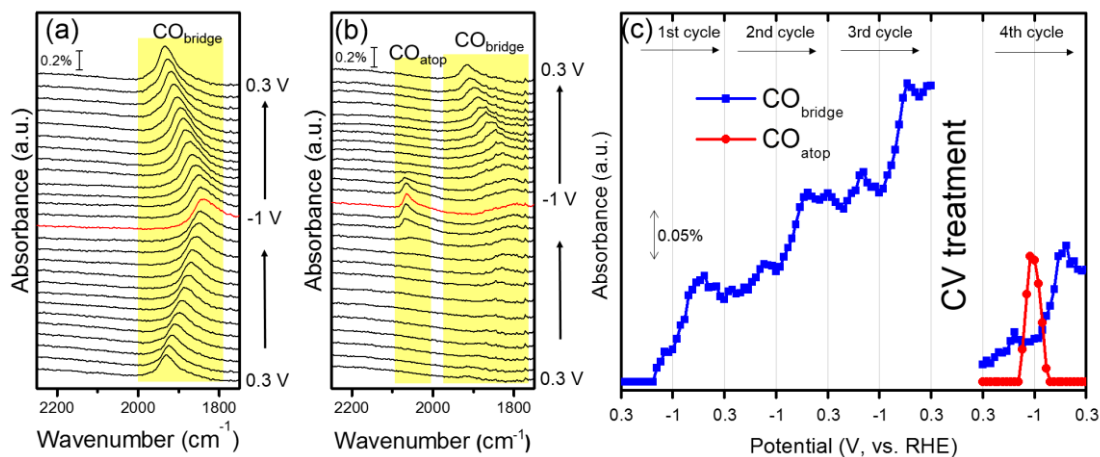 (a)
CO_bridge
0.2%
0.3 V
-1 V
0.3 V
Absorbance (a.u.)
2200 2000 1800
Wavenumber (cm⁻¹)
(b)
CO_bridge
0.2%
CO_atop
0.3 V
-1 V
0.3 V
Absorbance (a.u.)
2200 2000 1800
Wavenumber (cm⁻¹)
(c)
1st cycle 2nd cycle 3rd cycle 4th cycle
CO_bridge
CO_atop
CV treatment
0.05%
Absorbance (a.u.)
0.3 -1 0.3 -1 0.3 -1 0.3 0.3 -1 0.3
Potential (V, vs. RHE)